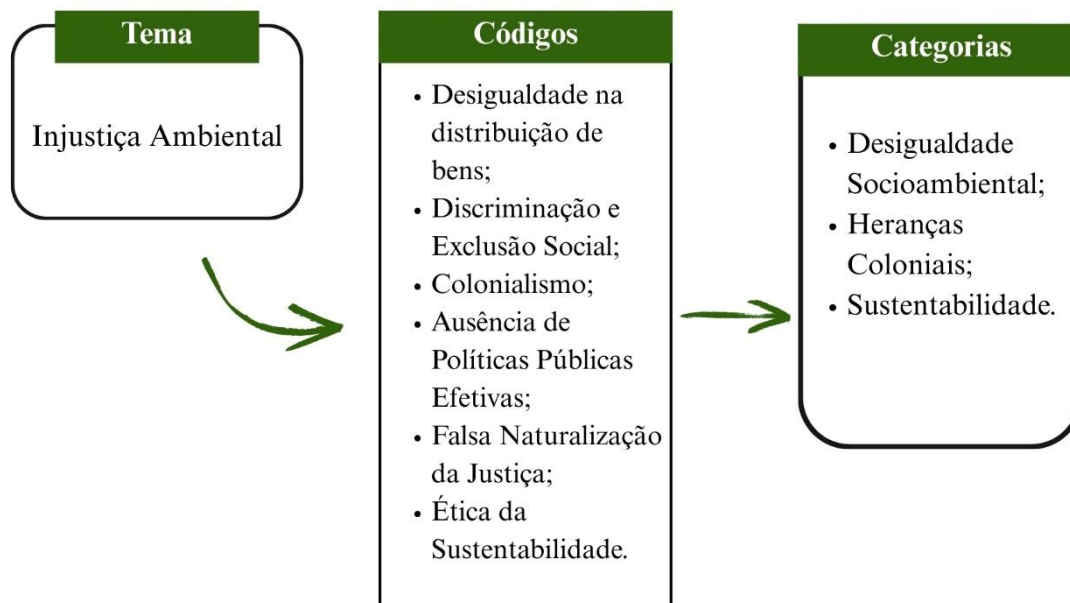 Tema
Injustiça Ambiental
Códigos
• Desigualdade na
distribuição de
bens;
• Discriminação e
Exclusão Social;
• Colonialismo;
• Ausência de
Políticas Públicas
Efetivas;
• Falsa Naturalização
da Justiça;
• Ética da
Sustentabilidade.
Categorias
• Desigualdade
Socioambiental;
• Heranças
Coloniais;
• Sustentabilidade.